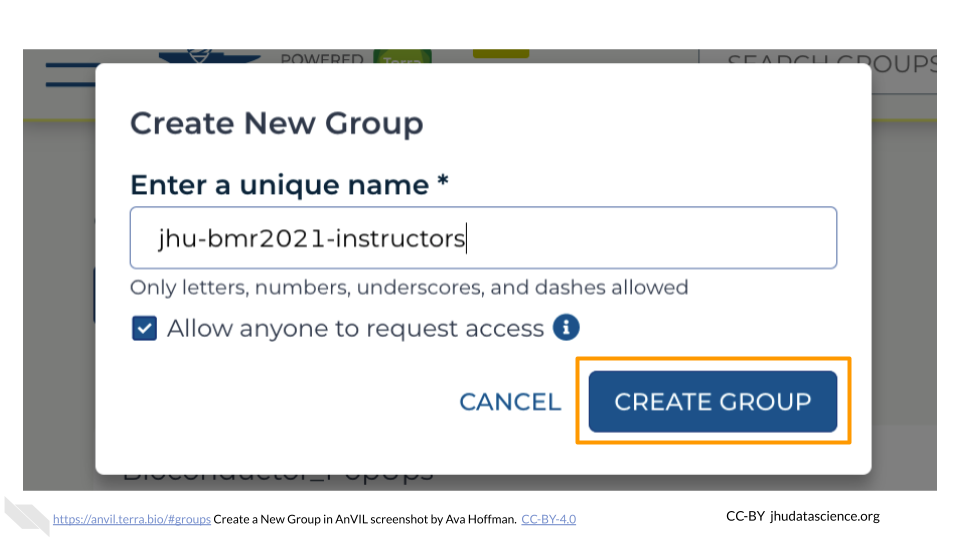 POWERED
Terra
SEARCH GROUPS
Create New Group
Enter a unique name *
jhu-bmr2021-instructors
Only letters, numbers, underscores, and dashes allowed
Allow anyone to request access
CANCEL
CREATE GROUP
Bioconductor_PopUps
https://anvil.terra.bio/#groups Create a New Group in AnVIL screenshot by Ava Hoffman. CC-BY-4.0
CC-BY jhudatascience.org